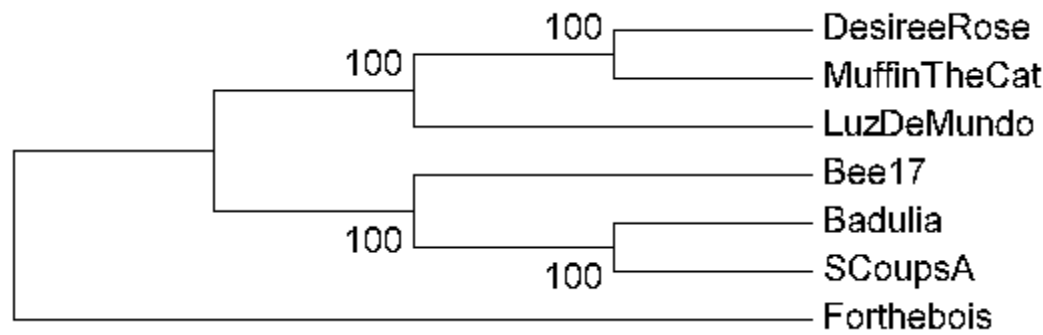 100
DesireeRose
100
MuffinTheCat
LuzDeMundo
Bee17
100
Badulia
100
SCoupsA
Forthebois